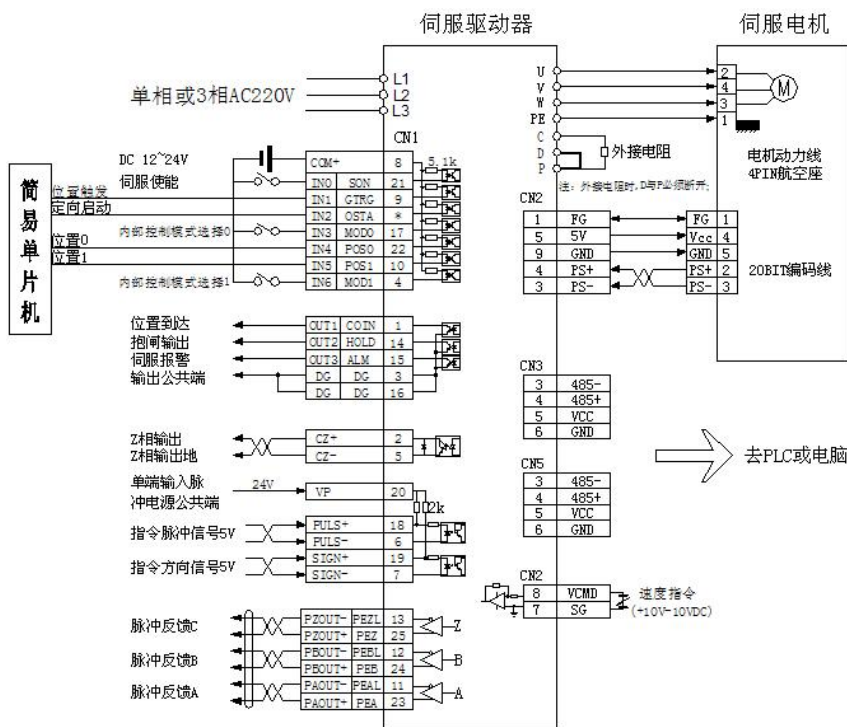 伺服驱动器
伺服电机
单相或3相AC220V
L1
L2
L3
U
V
W
PE
C
D
P
2
4
3
1
M
外接电阻
注: 外接电阻时,D与P必须断开;
电机动力线
4PIN航空座
简易单片机
CN1
DC 12~24V COM+ 8 5.1k
伺服使能 IN0 SON 21
位置触发 IN1 GTRG 9
定向启动 IN2 OSTA *
内部控制模式选择0 IN3 MOD0 17
位置0 IN4 POS0 22
位置1 IN5 POS1 10
内部控制模式选择1 IN6 MOD1 4
CN2
1 FG FG 1
5 5V Vcc 4
9 GND GND 5
4 PS+ PS+ 2
3 PS- PS- 3
20BIT编码线
位置到达 OUT1 COIN 1
抱闸输出 OUT2 HOLD 14
伺服报警 OUT3 ALM 15
输出公共端 DG DG 3
DG DG 16
CN3
3 485-
4 485+
5 VCC
6 GND
Z相输出 CZ+ 2
Z相输出地 CZ- 5
去PLC或电脑
CN5
3 485-
4 485+
5 VCC
6 GND
单端输入脉
冲电源公共端
24V VP 20
2k
指令脉冲信号5V
PULS+ 18
PULS- 6
指令方向信号5V
SIGN+ 19
SIGN- 7
CN2
8 VCMD
7 SG
速度指令
(+10V-10VDC)
脉冲反馈C
PZOUT- PEZL 13 Z
PZOUT+ PEZ 25
脉冲反馈B
PBOUT- PEBL 12 B
PBOUT+ PEB 24
脉冲反馈A
PAOUT- PEAL 11 A
PAOUT+ PEA 23